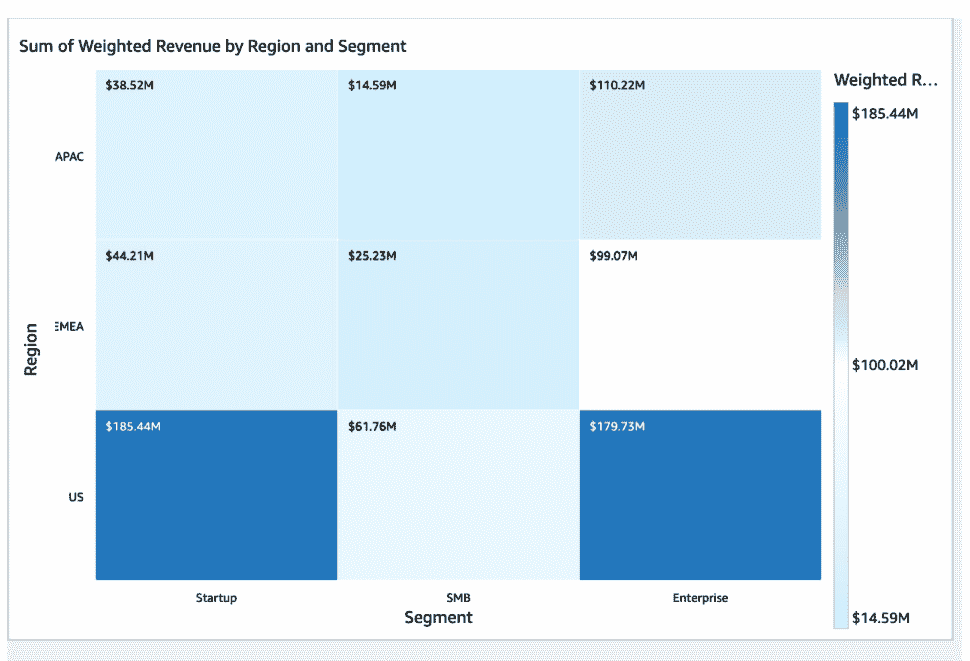 Sum of Weighted Revenue by Region and Segment
Weighted R...
$38.52M $14.59M $110.22M
$185.44M
APAC
$44.21M $25.23M $99.07M
EMEA
Region
$100.02M
$185.44M $61.76M $179.73M
US
Startup SMB Enterprise
Segment
$14.59M